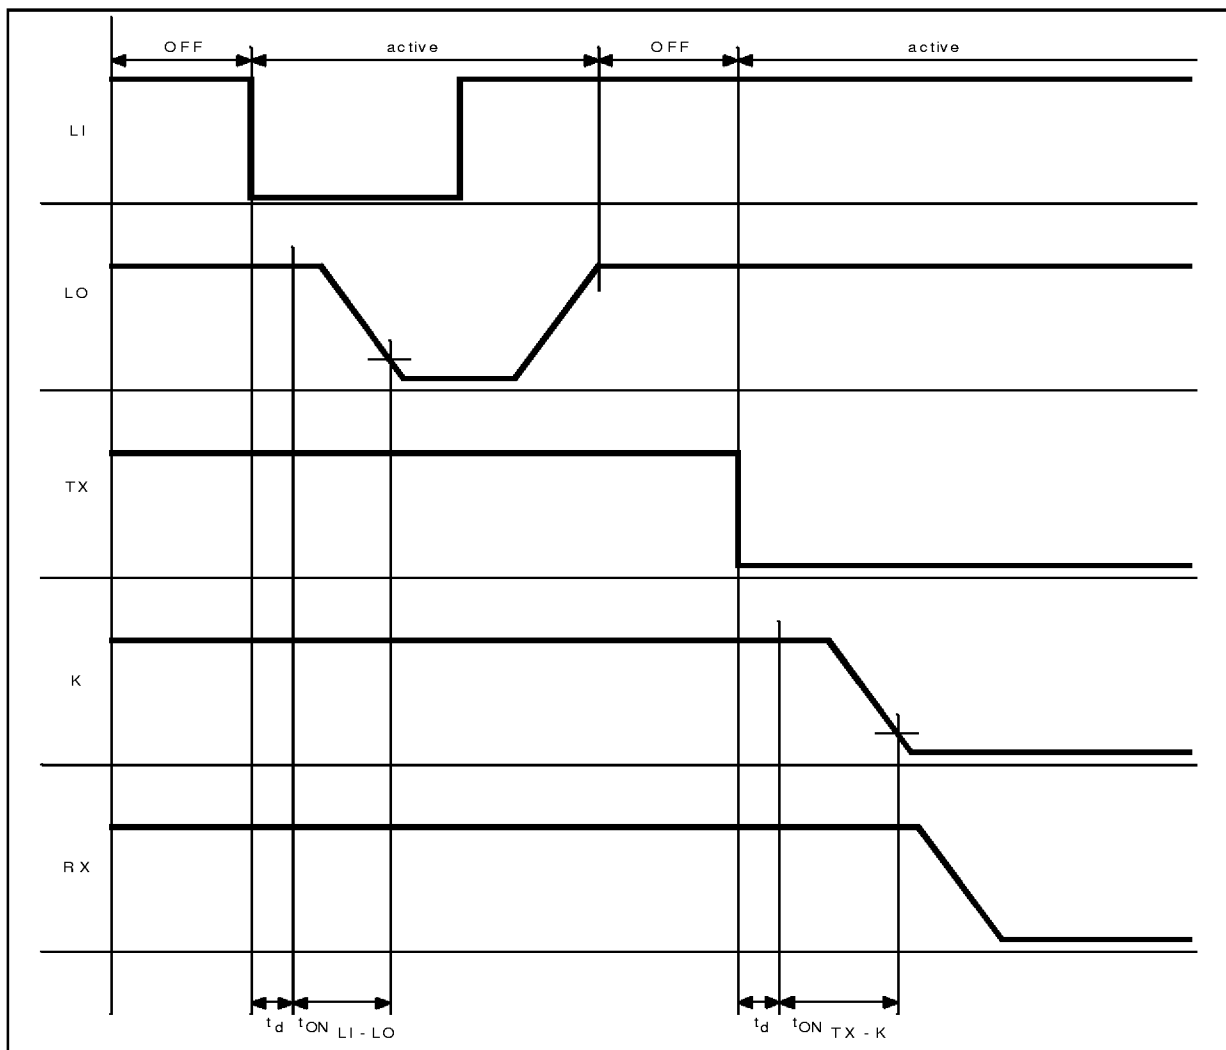 OFF active OFF active
LI
LO
TX
K
RX
td tON LI - LO td tON TX - K